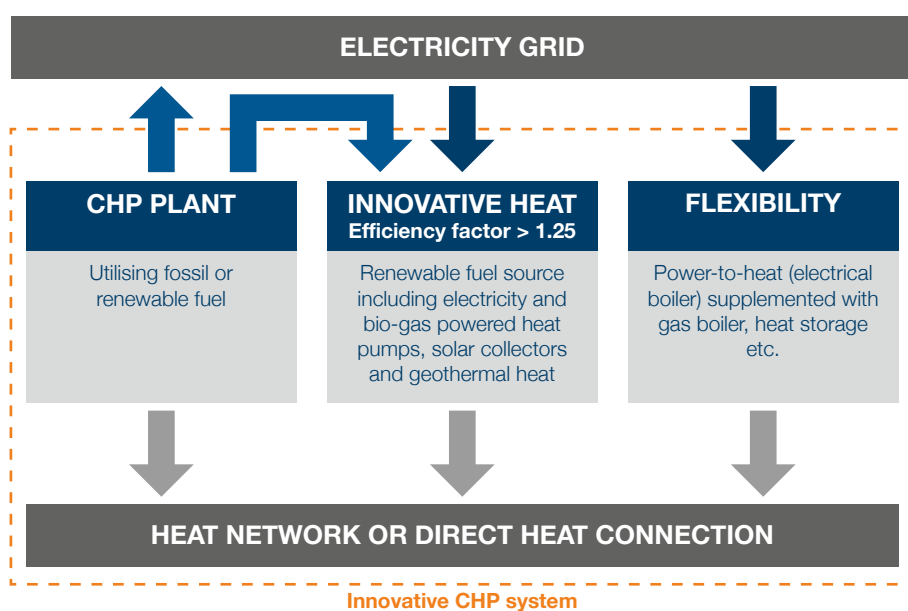 ELECTRICITY GRID
CHP PLANT
Utilising fossil or
renewable fuel
INNOVATIVE HEAT
Efficiency factor > 1.25
Renewable fuel source
including electricity and
bio-gas powered heat
pumps, solar collectors
and geothermal heat
FLEXIBILITY
Power-to-heat (electrical
boiler) supplemented with
gas boiler, heat storage
etc.
HEAT NETWORK OR DIRECT HEAT CONNECTION
Innovative CHP system